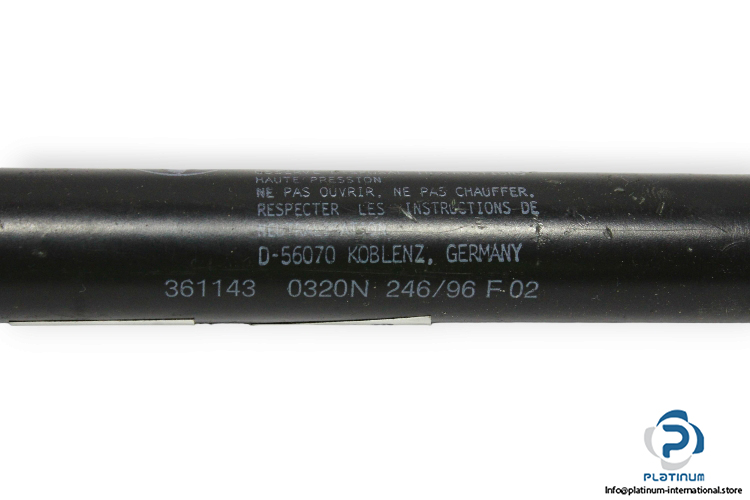 HAUTE PRESSION
NE PAS OUVRIR, NE PAS CHAUFFER.
RESPECTER LES INSTRUCTIONS DE
D-56070 KOBLENZ, GERMANY
361143 0320N 246/96 F-02
PLATINUM
Info@platinum-international.store